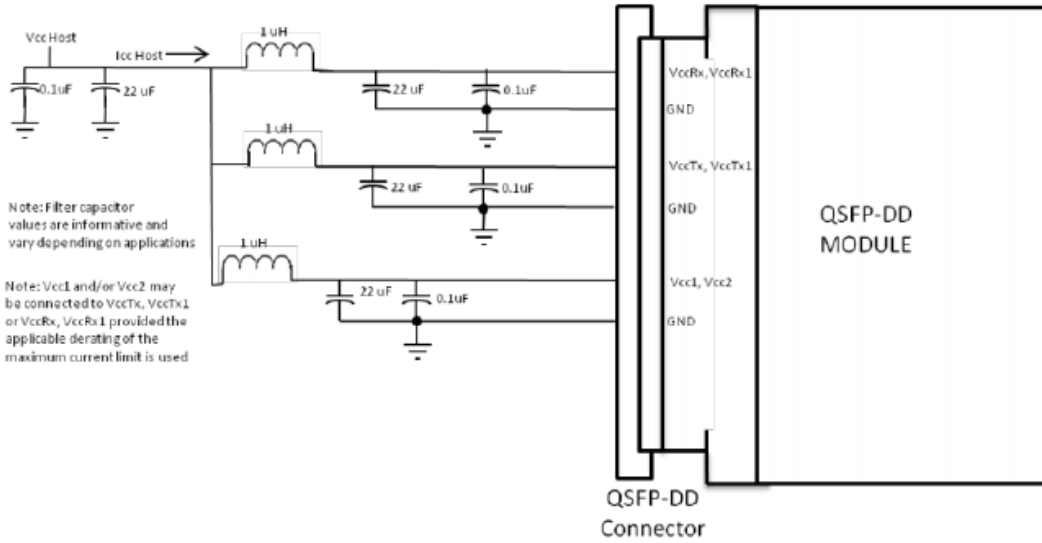 Vcc Host
Icc Host
1 uH
0.1uF
22 uF
22 uF
0.1uF
VccRx, VccRx1
GND
1 uH
22 uF
0.1uF
VccTx, VccTx1
GND
Note: Filter capacitor
values are informative and
vary depending on applications
1 uH
22 uF
0.1uF
Vcc1, Vcc2
GND
Note: Vcc1 and/or Vcc2 may
be connected to VccTx, VccTx1
or VccRx, VccRx1 provided the
applicable derating of the
maximum current limit is used
QSFP-DD
MODULE
QSFP-DD
Connector